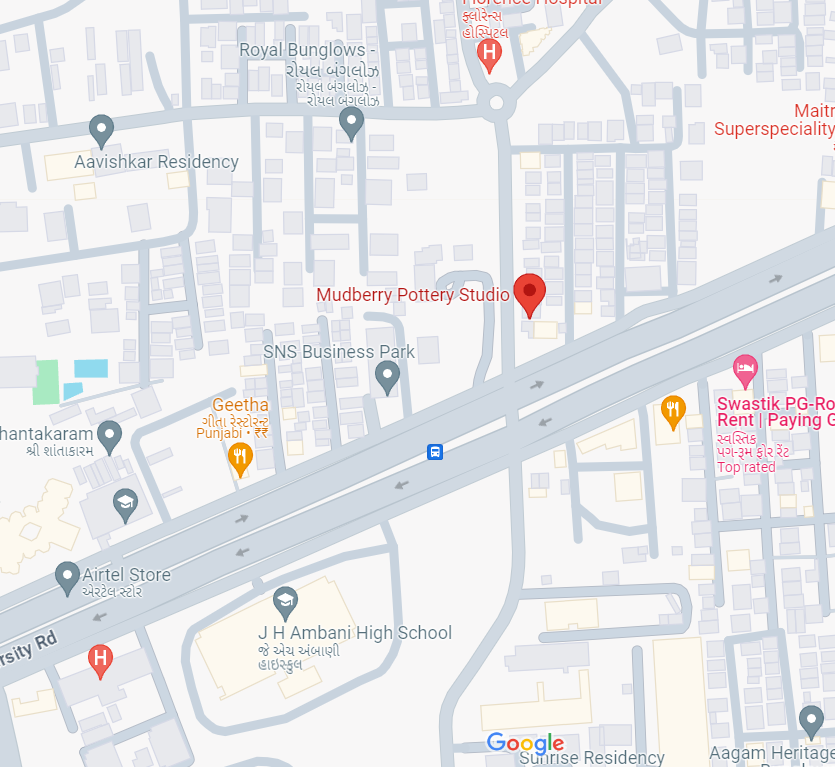 Florence Hospital
ફ્લોરેન્સ
હોસ્પિટલ
H
Royal Bunglows -
રોયલ બંગલોઝ
રોયલ બંગલોઝ -
રોયલ બંગલોઝ
Maitr
Superspeciality
Aavishkar Residency
Mudberry Pottery Studio
SNS Business Park
Geetha
ગીતા રેસ્ટોરન્ટ
Punjabi • ₹₹
Swastik PG-Ro
Rent | Paying G
સ્વસ્તિક
પગ-રૂમ ફોર રેંટ
Top rated
hantakaram
શ્રી શાંતાકારમ
Airtel Store
એરટેલ સ્ટોર
J H Ambani High School
જે એચ અંબાણી
હાઇસ્કુલ
rsity Rd
H
Google
Sunrise Residency
Aagam Heritage